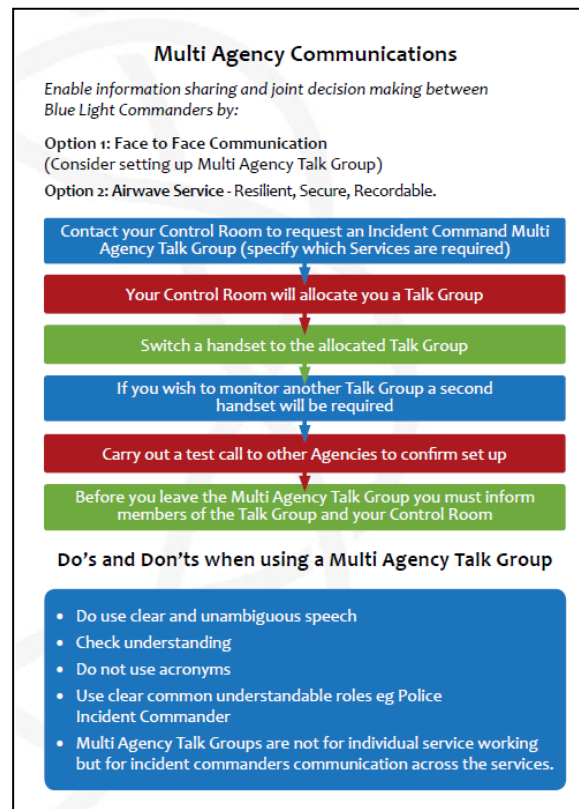 Multi Agency Communications
Enable information sharing and joint decision making between
Blue Light Commanders by:
Option 1: Face to Face Communication
(Consider setting up Multi Agency Talk Group)
Option 2: Airwave Service - Resilient, Secure, Recordable.
Contact your Control Room to request an Incident Command Multi
Agency Talk Group (specify which Services are required)
Your Control Room will allocate you a Talk Group
Switch a handset to the allocated Talk Group
If you wish to monitor another Talk Group a second
handset will be required
Carry out a test call to other Agencies to confirm set up
Before you leave the Multi Agency Talk Group you must inform
members of the Talk Group and your Control Room
Do's and Don'ts when using a Multi Agency Talk Group
• Do use clear and unambiguous speech
• Check understanding
• Do not use acronyms
• Use clear common understandable roles eg Police
Incident Commander
• Multi Agency Talk Groups are not for individual service working
but for incident commanders communication across the services.